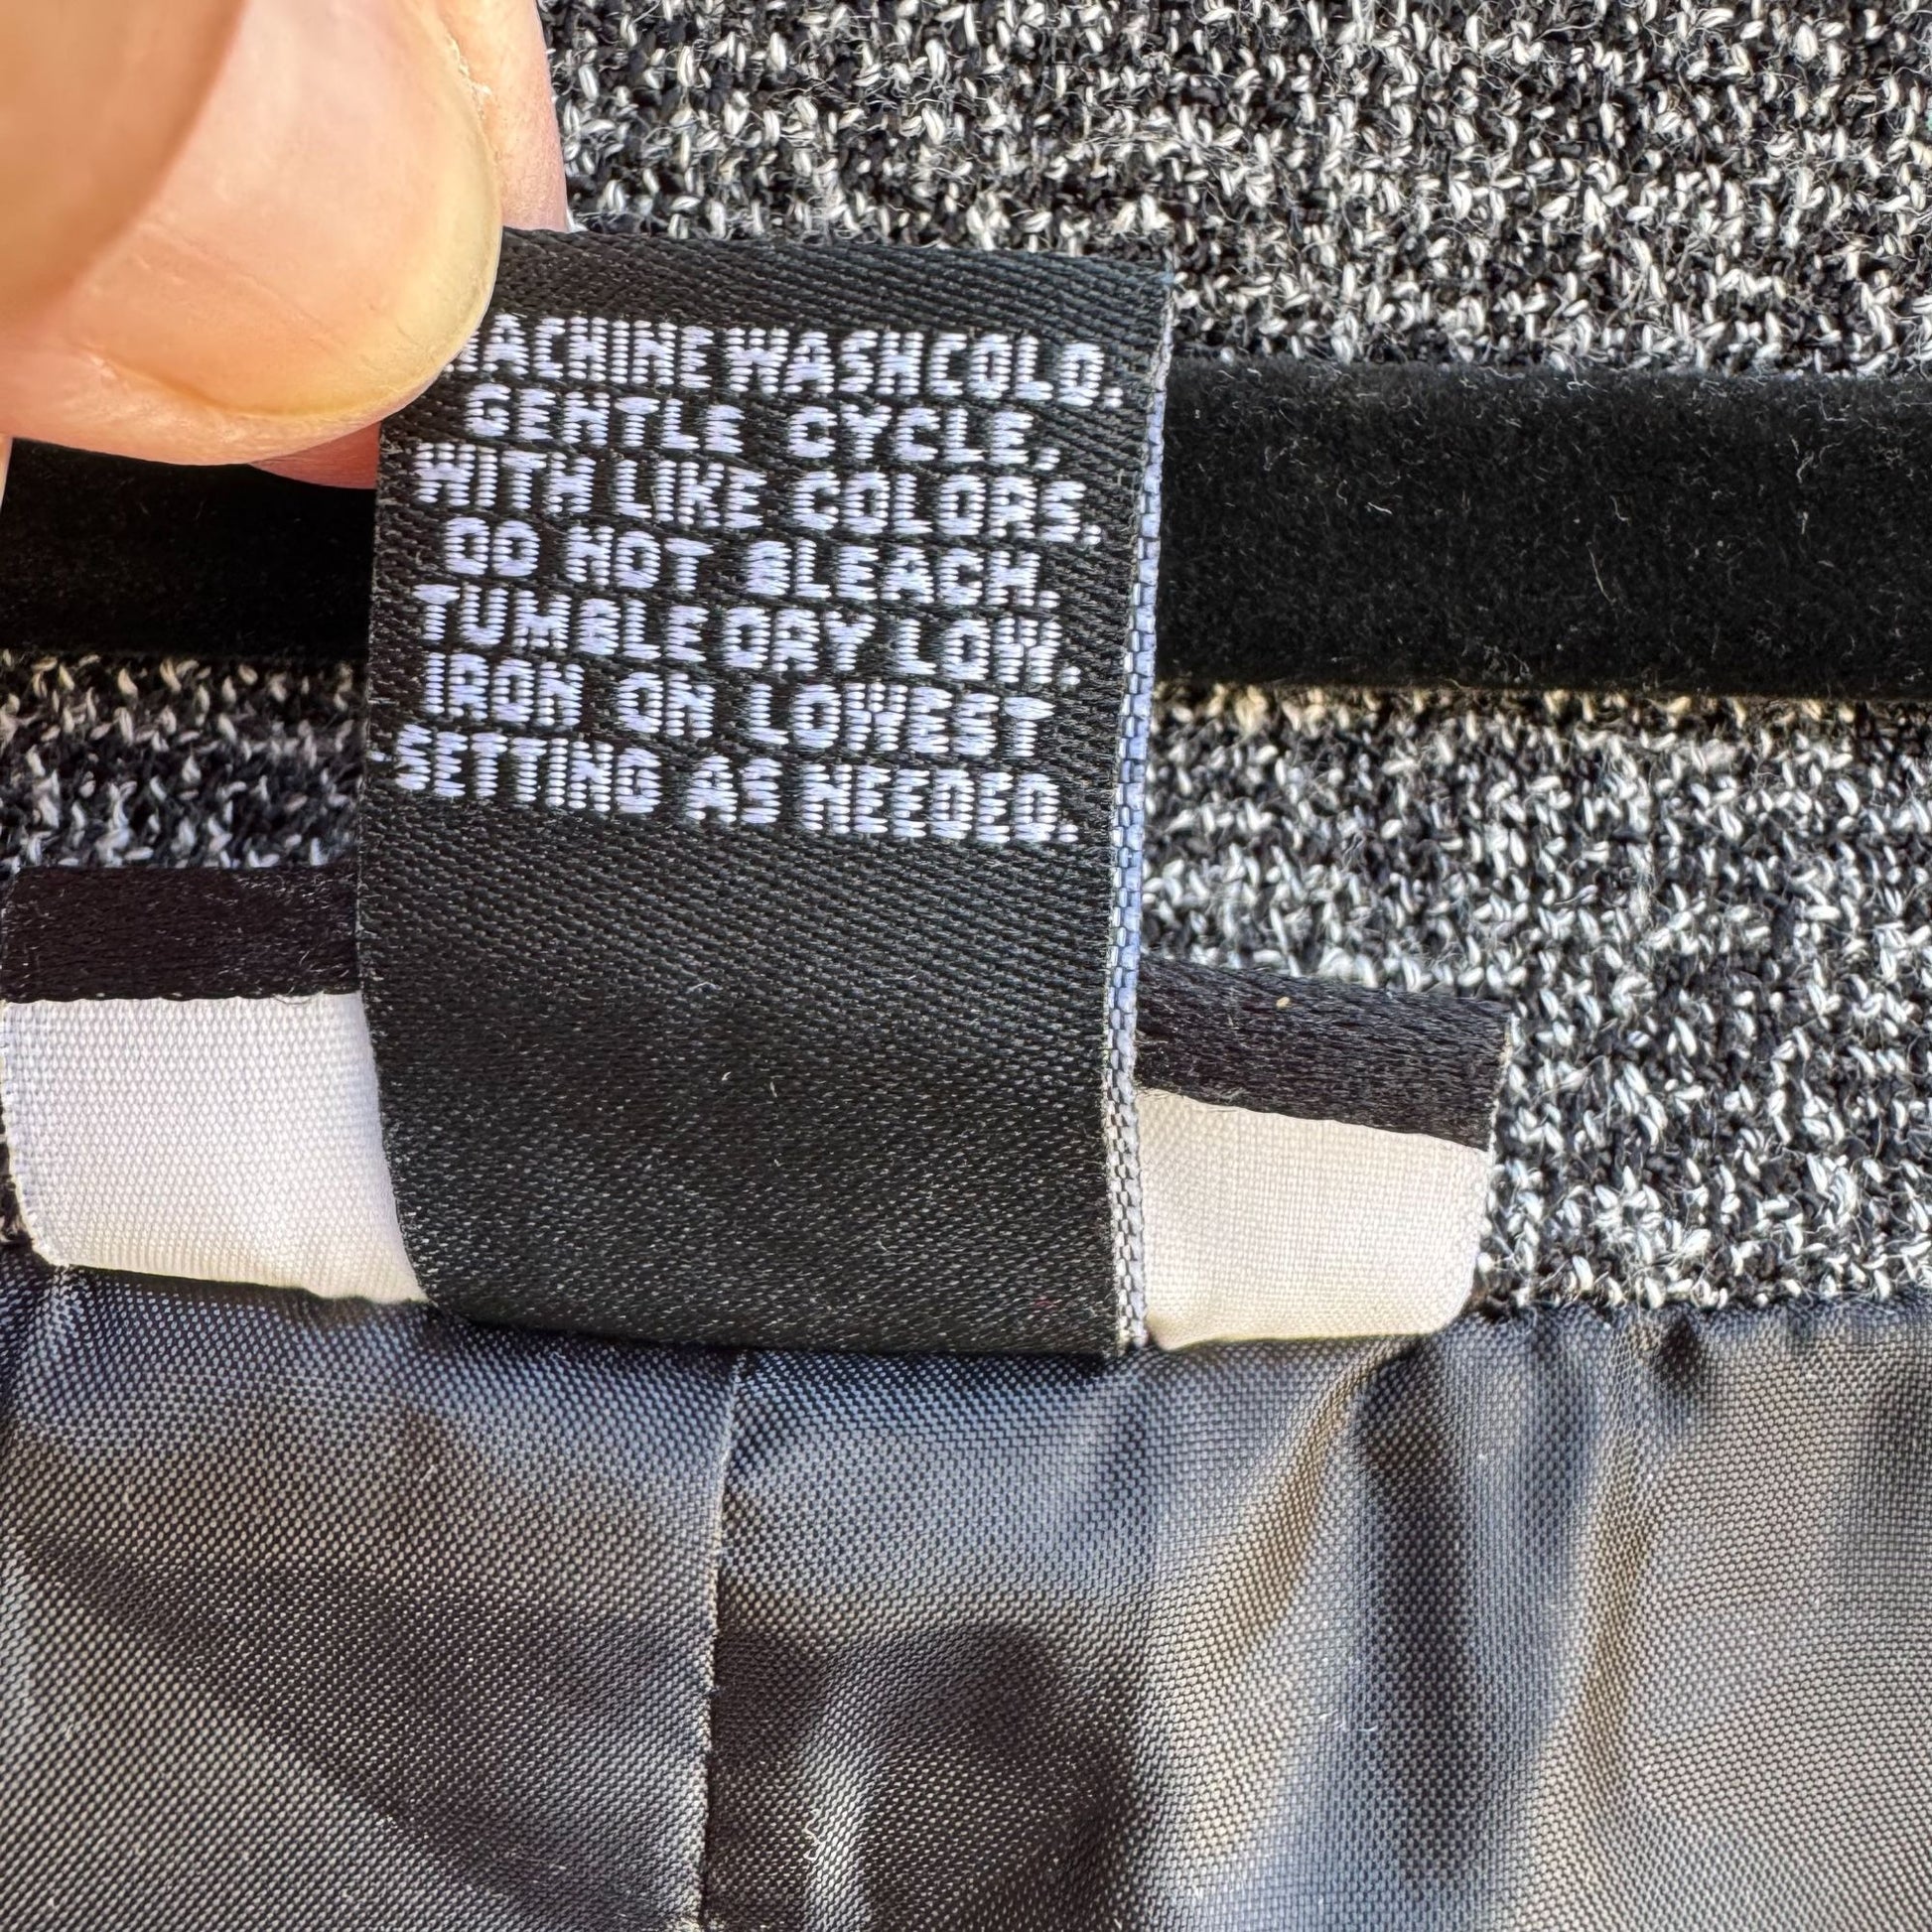 MACHINE WASH COLD.
GENTLE CYCLE.
WITH LIKE COLORS.
DO NOT BLEACH.
TUMBLE DRY LOW.
IRON ON LOWEST
SETTING AS NEEDED.